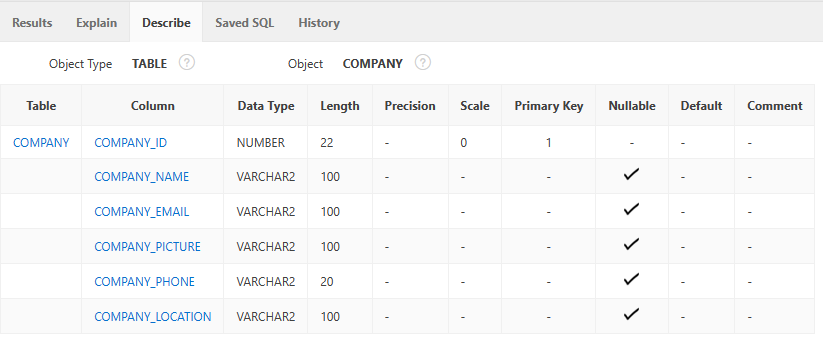 Results Explain Describe Saved SQL History
Object Type TABLE ? Object COMPANY ?
Table Column Data Type Length Precision Scale Primary Key Nullable Default Comment
COMPANY COMPANY_ID NUMBER 22 - 0 1 - - -
COMPANY_NAME VARCHAR2 100 - - - ✓ - -
COMPANY_EMAIL VARCHAR2 100 - - - ✓ - -
COMPANY_PICTURE VARCHAR2 100 - - - ✓ - -
COMPANY_PHONE VARCHAR2 20 - - - ✓ - -
COMPANY_LOCATION VARCHAR2 100 - - - ✓ - -